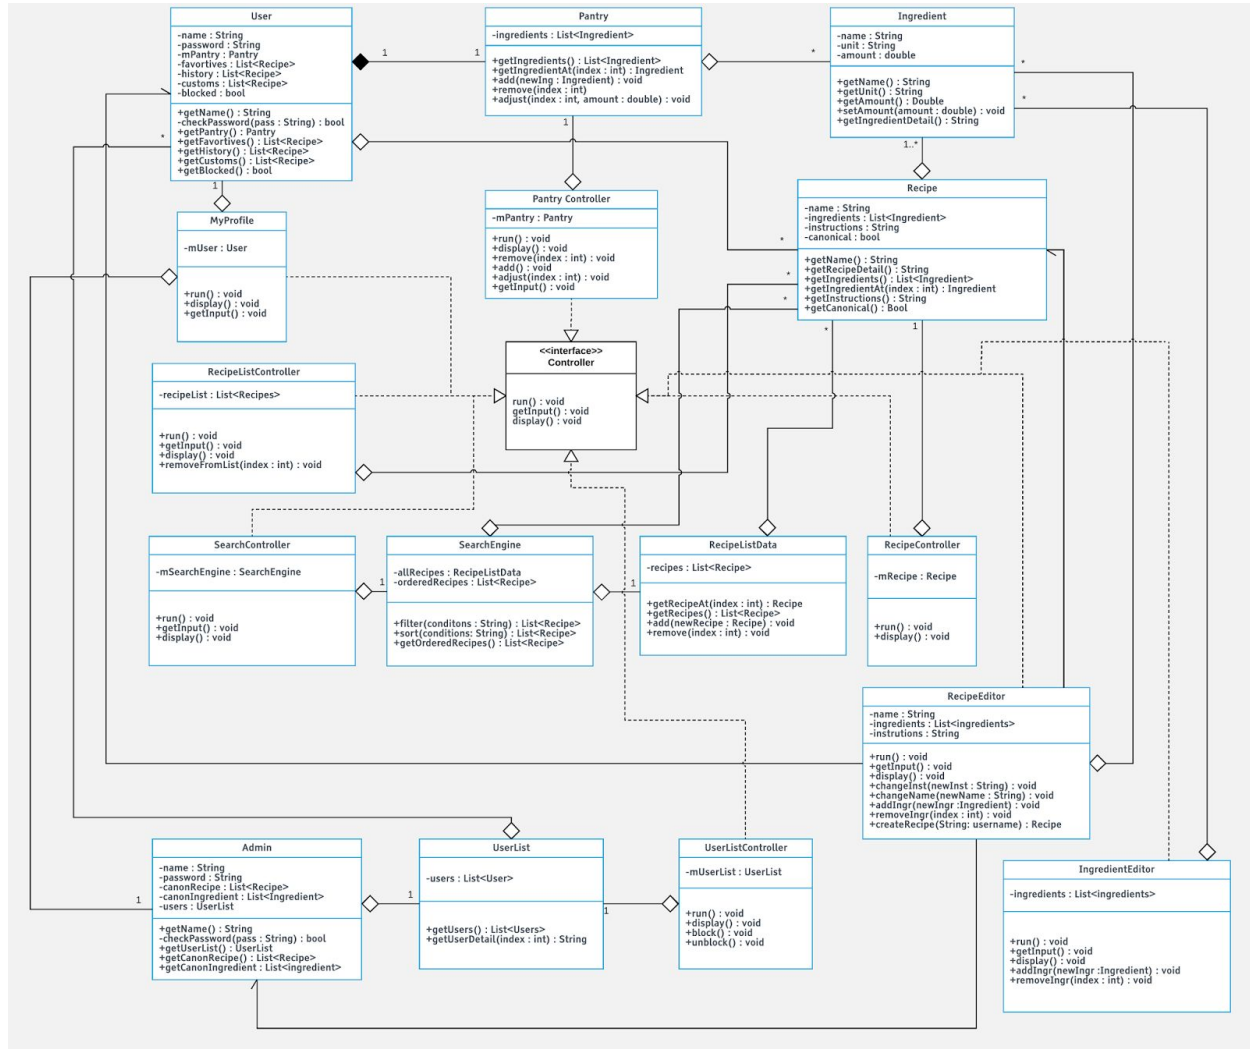 User
-name : String
-password : String
-mPantry : Pantry
-favortives : List<Recipe>
-history : List<Recipe>
-customs : List<Recipe>
-blocked : bool
+getName() : String
-checkPassword(pass : String) : bool
+getPantry() : Pantry
+getFavortives() : List<Recipe>
+getHistory() : List<Recipe>
+getCustoms() : List<Recipe>
+getBlocked() : bool
1
1
*
1
Pantry
-ingredients : List<Ingredient>
+getIngredients() : List<Ingredient>
+getIngredientAt(index : int) : Ingredient
+add(newIng : Ingredient) : void
+remove(index : int)
+adjust(index : int, amount : double) : void
1
*
Ingredient
-name : String
-unit : String
-amount : double
+getName() : String
+getUnit() : String
+getAmount() : Double
+setAmount(amount : double) : void
+getIngredientDetail() : String
*
*
1..*
MyProfile
-mUser : User
+run() : void
+display() : void
+getInput() : void
Pantry Controller
-mPantry : Pantry
+run() : void
+display() : void
+remove(index : int) : void
+add() : void
+adjust(index : int) : void
+getInput() : void
Recipe
-name : String
-ingredients : List<Ingredient>
-instructions : String
-canonical : bool
+getName() : String
+getRecipeDetail() : String
+getIngredients() : List<Ingredient>
+getIngredientAt(index : int) : Ingredient
+getInstructions() : String
+getCanonical() : Bool
*
*
*
*
1
<<interface>>
Controller
run() : void
getInput() : void
display() : void
RecipeListController
-recipeList : List<Recipes>
+run() : void
+getInput() : void
+display() : void
+removeFromList(index : int) : void
SearchController
-mSearchEngine : SearchEngine
+run() : void
+getInput() : void
+display() : void
1
SearchEngine
-allRecipes : RecipeListData
-orderedRecipes : List<Recipe>
+filter(conditons : String) : List<Recipe>
+sort(conditions: String) : List<Recipe>
+getOrderedRecipes() : List<Recipe>
1
RecipeListData
-recipes : List<Recipe>
+getRecipeAt(index : int) : Recipe
+getRecipes() : List<Recipe>
+add(newRecipe : Recipe) : void
+remove(index : int) : void
RecipeController
-mRecipe : Recipe
+run() : void
+display() : void
RecipeEditor
-name : String
-ingredients : List<ingredients>
-instrutions : String
+run() : void
+getInput() : void
+display() : void
+changeInst(newInst : String) : void
+changeName(newName : String) : void
+addIngr(newIngr :Ingredient) : void
+removeIngr(index : int) : void
+createRecipe(String: username) : Recipe
1
Admin
-name : String
-password : String
-canonRecipe : List<Recipe>
-canonIngredient : List<Ingredient>
-users : UserList
+getName() : String
-checkPassword(pass : String) : bool
+getUserList() : UserList
+getCanonRecipe() : List<Recipe>
+getCanonIngredient : List<ingredient>
1
UserList
-users : List<User>
+getUsers() : List<Users>
+getUserDetail(index : int) : String
1
UserListController
-mUserList : UserList
+run() : void
+display() : void
+block() : void
+unblock() : void
IngredientEditor
-ingredients : List<ingredients>
+run() : void
+getInput() : void
+display() : void
+addIngr(newIngr :Ingredient) : void
+removeIngr(index : int) : void